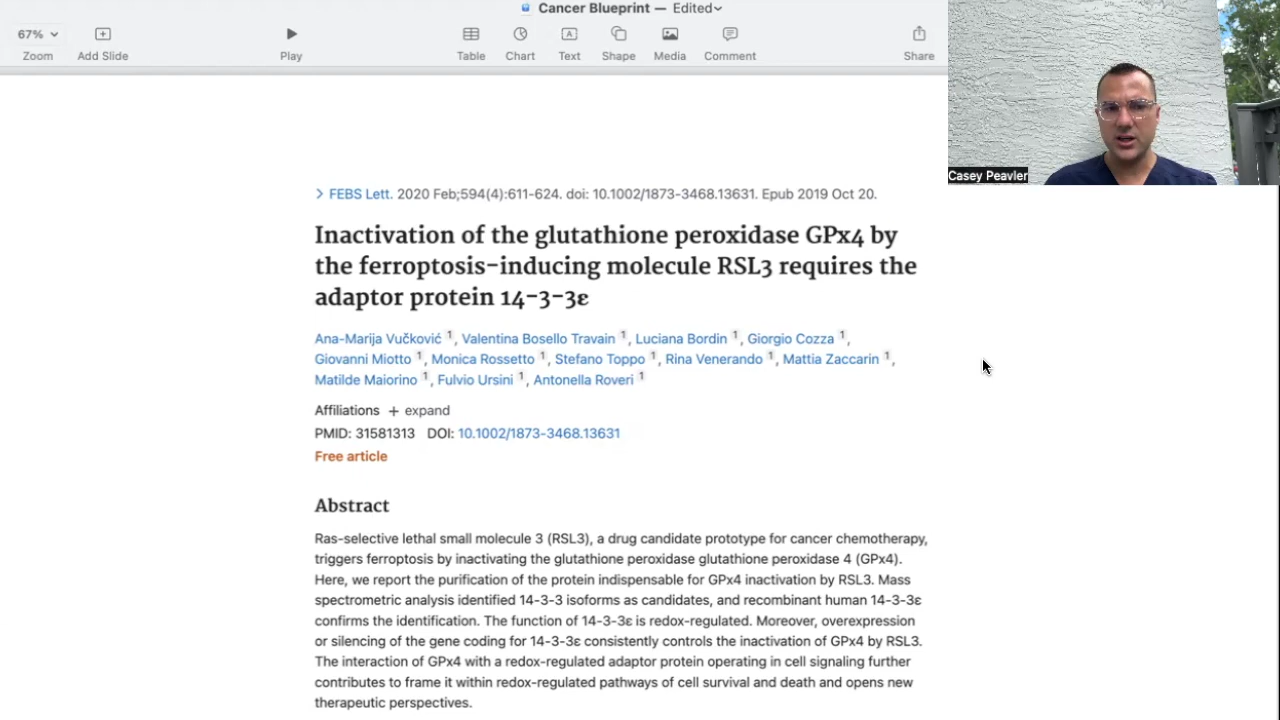 Cancer Blueprint — Edited
67%
Zoom
Add Slide
Play
Table
Chart
Text
Shape
Media
Comment
Share
Casey Peavler
FEBS Lett. 2020 Feb;594(4):611-624. doi: 10.1002/1873-3468.13631. Epub 2019 Oct 20.
Inactivation of the glutathione peroxidase GPx4 by
the ferroptosis-inducing molecule RSL3 requires the
adaptor protein 14-3-3ε
Ana-Marija Vučković 1, Valentina Bosello Travain 1, Luciana Bordin 1, Giorgio Cozza 1,
Giovanni Miotto 1, Monica Rossetto 1, Stefano Toppo 1, Rina Venerando 1, Mattia Zaccarin 1,
Matilde Maiorino 1, Fulvio Ursini 1, Antonella Roveri 1
Affiliations + expand
PMID: 31581313 DOI: 10.1002/1873-3468.13631
Free article
Abstract
Ras-selective lethal small molecule 3 (RSL3), a drug candidate prototype for cancer chemotherapy,
triggers ferroptosis by inactivating the glutathione peroxidase glutathione peroxidase 4 (GPx4).
Here, we report the purification of the protein indispensable for GPx4 inactivation by RSL3. Mass
spectrometric analysis identified 14-3-3 isoforms as candidates, and recombinant human 14-3-3ε
confirms the identification. The function of 14-3-3ε is redox-regulated. Moreover, overexpression
or silencing of the gene coding for 14-3-3ε consistently controls the inactivation of GPx4 by RSL3.
The interaction of GPx4 with a redox-regulated adaptor protein operating in cell signaling further
contributes to frame it within redox-regulated pathways of cell survival and death and opens new
therapeutic perspectives.